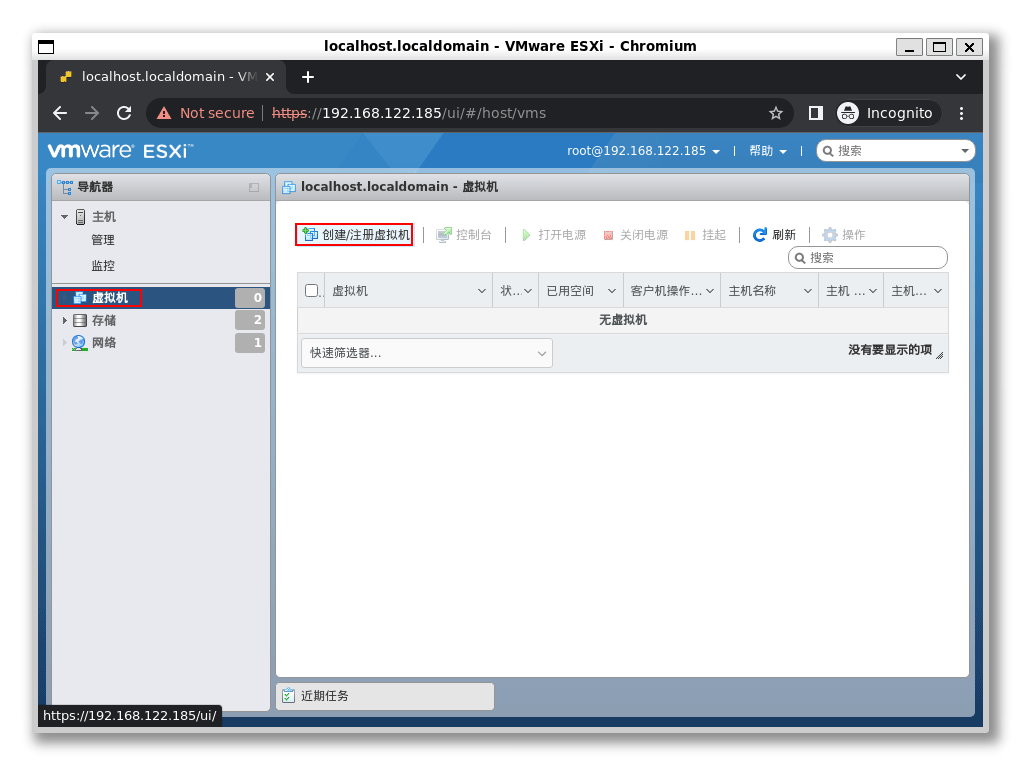 localhost.localdomain - VMware ESXi - Chromium
localhost.localdomain - VM
Not secure https://192.168.122.185/ui/#/host/vms Incognito
vmware ESXi™ root@192.168.122.185 | 帮助 | 搜索
导航器
localhost.localdomain - 虚拟机
主机
管理
监控
虚拟机 0
存储 2
网络 1
创建/注册虚拟机 | 控制台 | 打开电源 关闭电源 挂起 | 刷新 | 操作
搜索
虚拟机 状... 已用空间 客户机操作... 主机名称 主机 ... 主机...
无虚拟机
快速筛选器... 没有要显示的项
近期任务
https://192.168.122.185/ui/